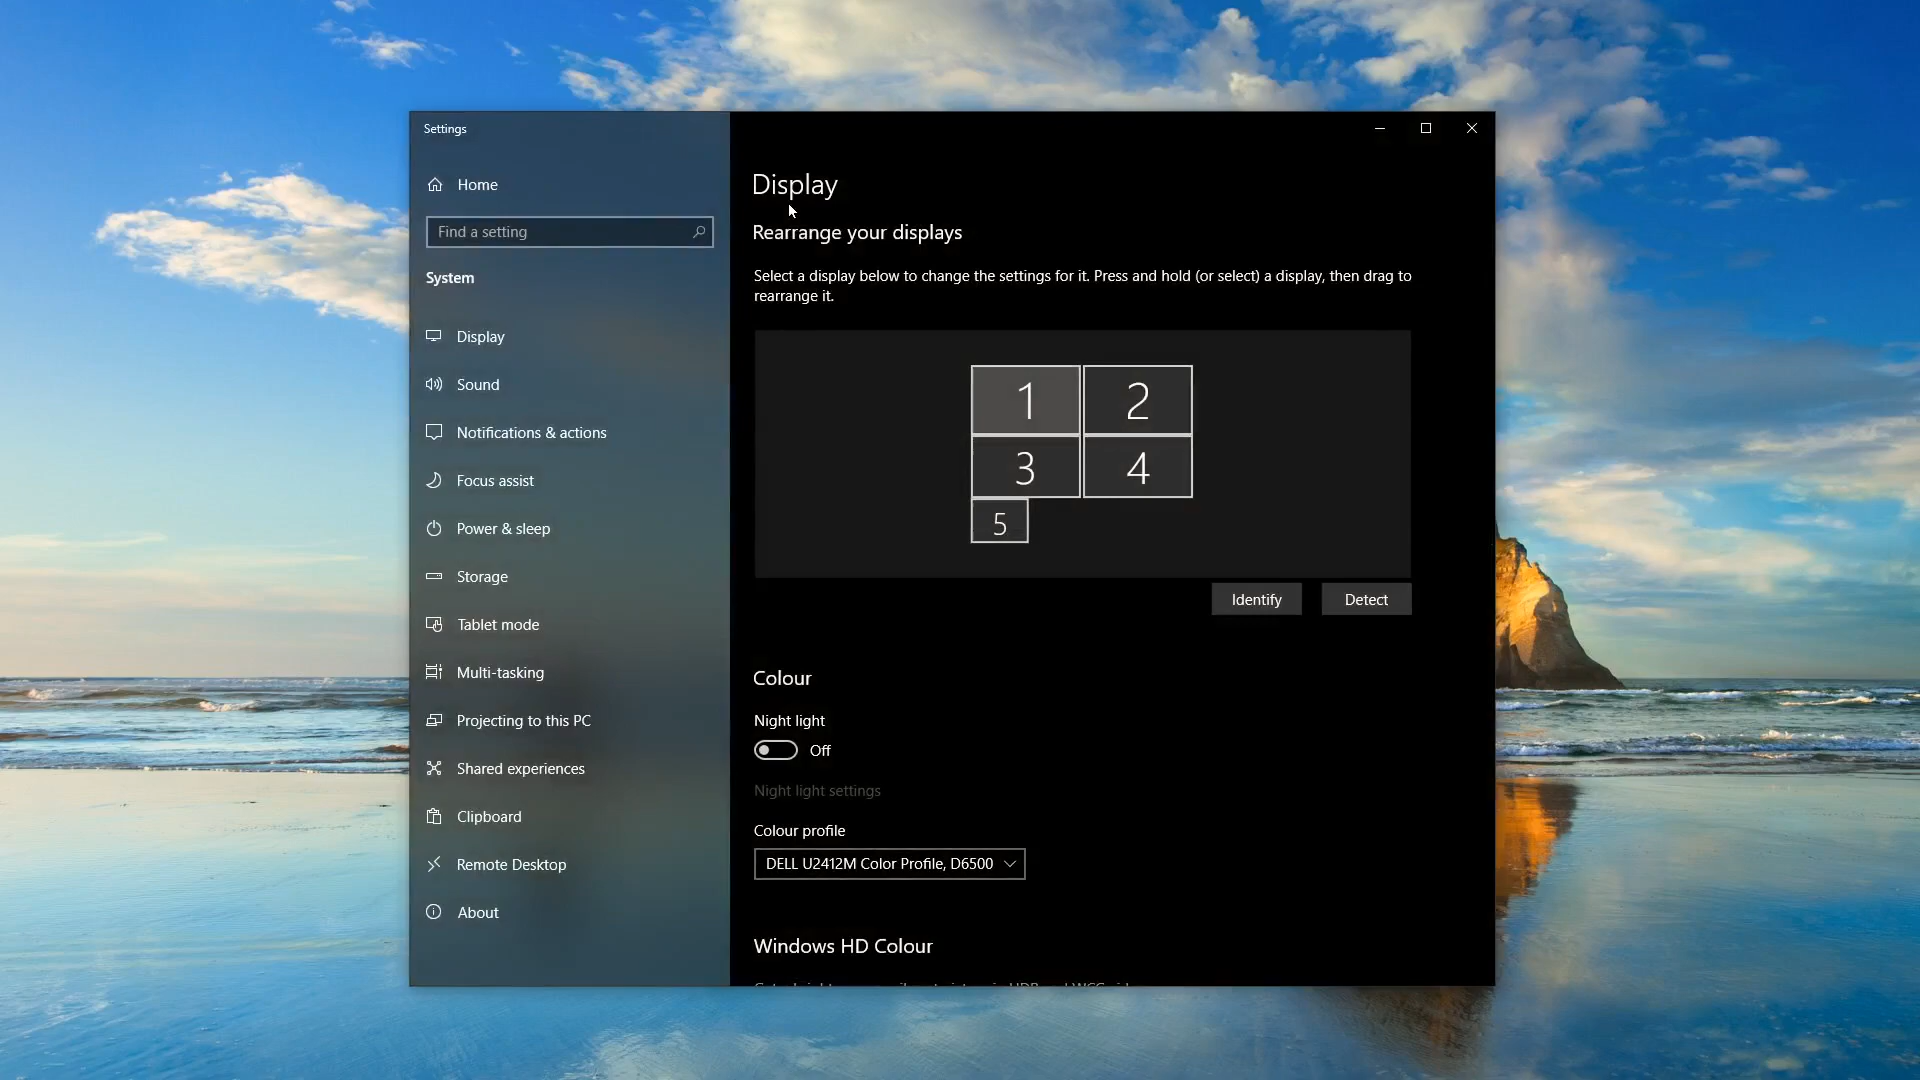 Settings
Home
Find a setting
System
Display
Sound
Notifications & actions
Focus assist
Power & sleep
Storage
Tablet mode
Multi-tasking
Projecting to this PC
Shared experiences
Clipboard
Remote Desktop
About
Display
Rearrange your displays
Select a display below to change the settings for it. Press and hold (or select) a display, then drag to
rearrange it.
1 2
3 4
5
Identify Detect
Colour
Night light
Off
Night light settings
Colour profile
DELL U2412M Color Profile, D6500
Windows HD Colour